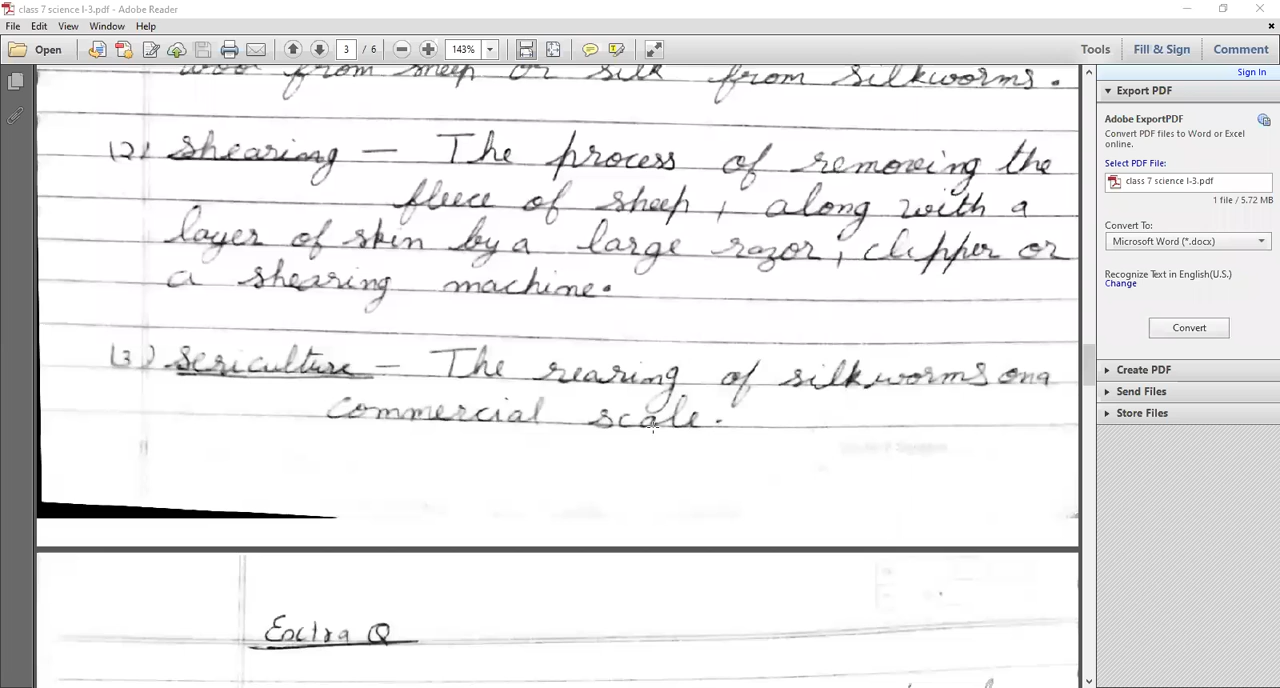 class 7 science I-3.pdf - Adobe Reader
File Edit View Window Help
Open 3 / 6 143% Tools Fill & Sign Comment
Sign In
Export PDF
Adobe ExportPDF
Convert PDF files to Word or Excel
online.
Select PDF File:
class 7 science I-3.pdf
1 file / 5.72 MB
Convert To:
Microsoft Word (*.docx)
Recognize Text in English(U.S.)
Change
Convert
Create PDF
Send Files
Store Files
from sheep or silk from silkworms.
(2) Shearing — The process of removing the
fleece of sheep, along with a
layer of skin by a large razor, clipper or
a shearing machine.
(3) Sericulture — The rearing of silkworms on a
commercial scale.
Extra Q